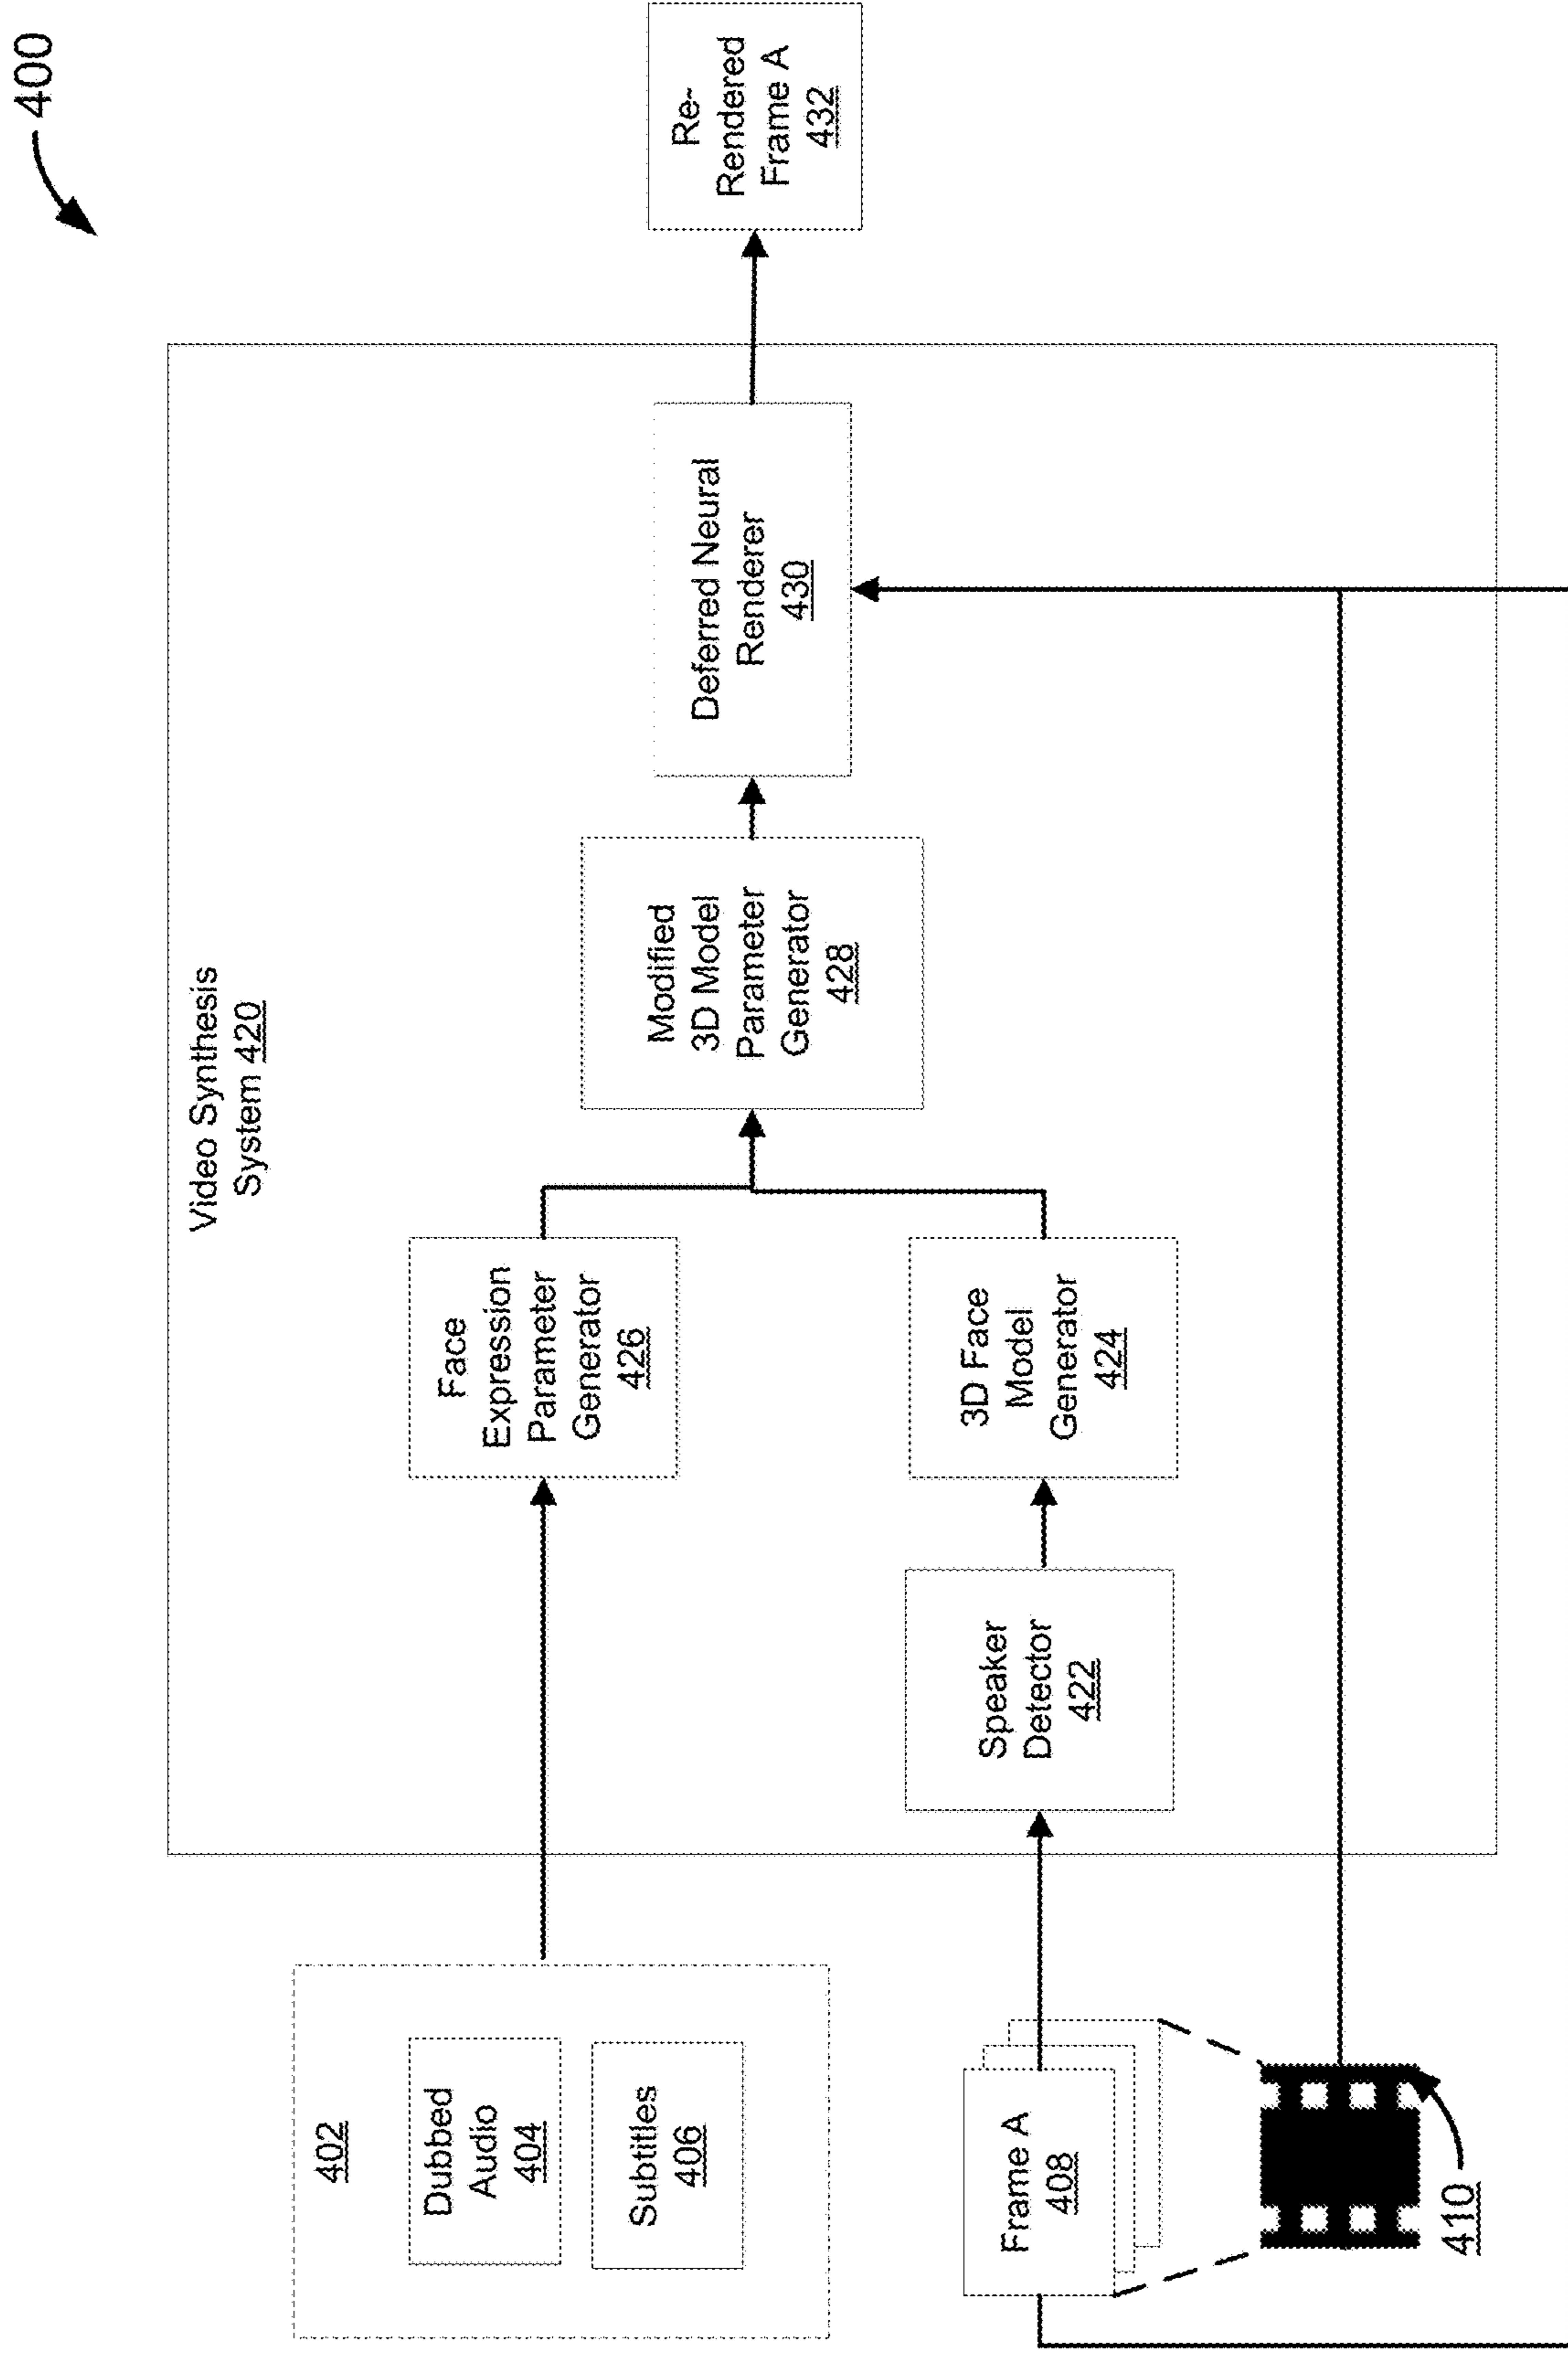 400
Video Synthesis
System 420
402
Dubbed
Audio
404
Subtitles
406
Face
Expression
Parameter
Generator
426
Modified
3D Model
Parameter
Generator
428
Deferred Neural
Renderer
430
Re-
Rendered
Frame A
432
Frame A
408
Speaker
Detector
422
3D Face
Model
Generator
424
410